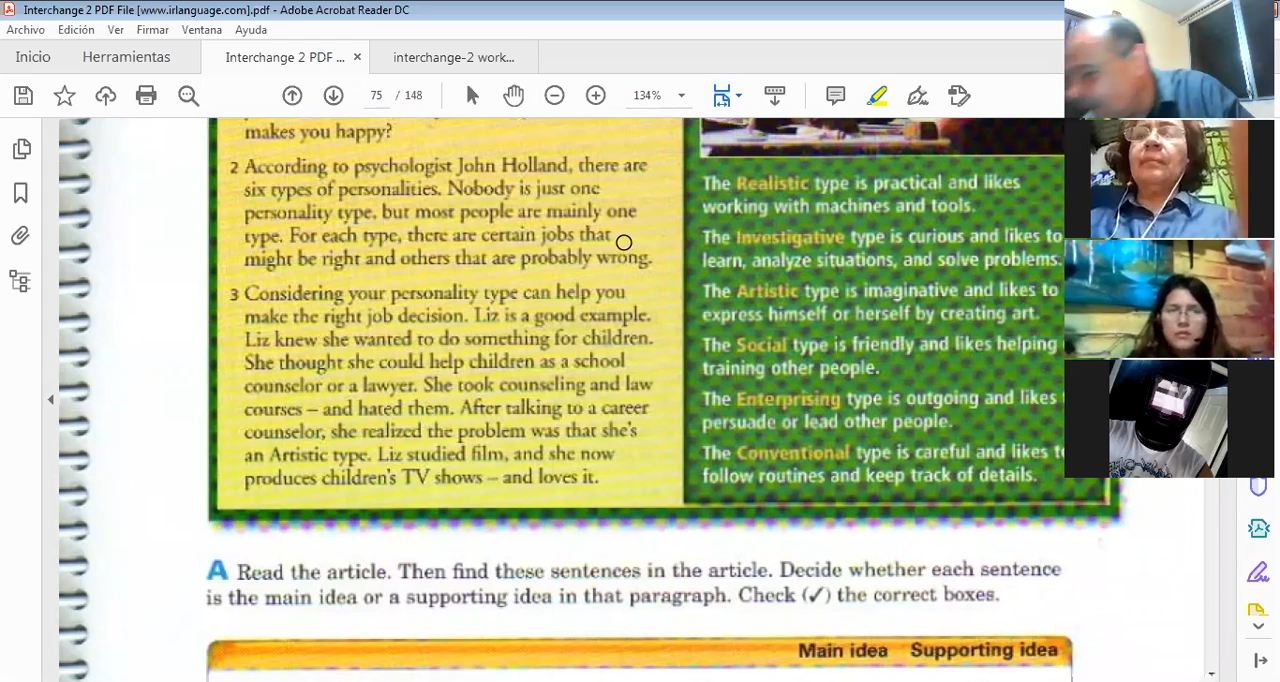 Interchange 2 PDF File [www.irlanguage.com].pdf - Adobe Acrobat Reader DC
Archivo Edición Ver Firmar Ventana Ayuda
Inicio Herramientas Interchange 2 PDF ... × interchange-2 work...
75 / 148 134%
makes you happy?
2 According to psychologist John Holland, there are
six types of personalities. Nobody is just one
personality type, but most people are mainly one
type. For each type, there are certain jobs that
might be right and others that are probably wrong.
3 Considering your personality type can help you
make the right job decision. Liz is a good example.
Liz knew she wanted to do something for children.
She thought she could help children as a school
counselor or a lawyer. She took counseling and law
courses – and hated them. After talking to a career
counselor, she realized the problem was that she's
an Artistic type. Liz studied film, and she now
produces children's TV shows – and loves it.
The Realistic type is practical and likes
working with machines and tools.
The Investigative type is curious and likes to
learn, analyze situations, and solve problems.
The Artistic type is imaginative and likes to
express himself or herself by creating art.
The Social type is friendly and likes helping
training other people.
The Enterprising type is outgoing and likes
persuade or lead other people.
The Conventional type is careful and likes t
follow routines and keep track of details.
A Read the article. Then find these sentences in the article. Decide whether each sentence
is the main idea or a supporting idea in that paragraph. Check (✓) the correct boxes.
Main idea Supporting idea